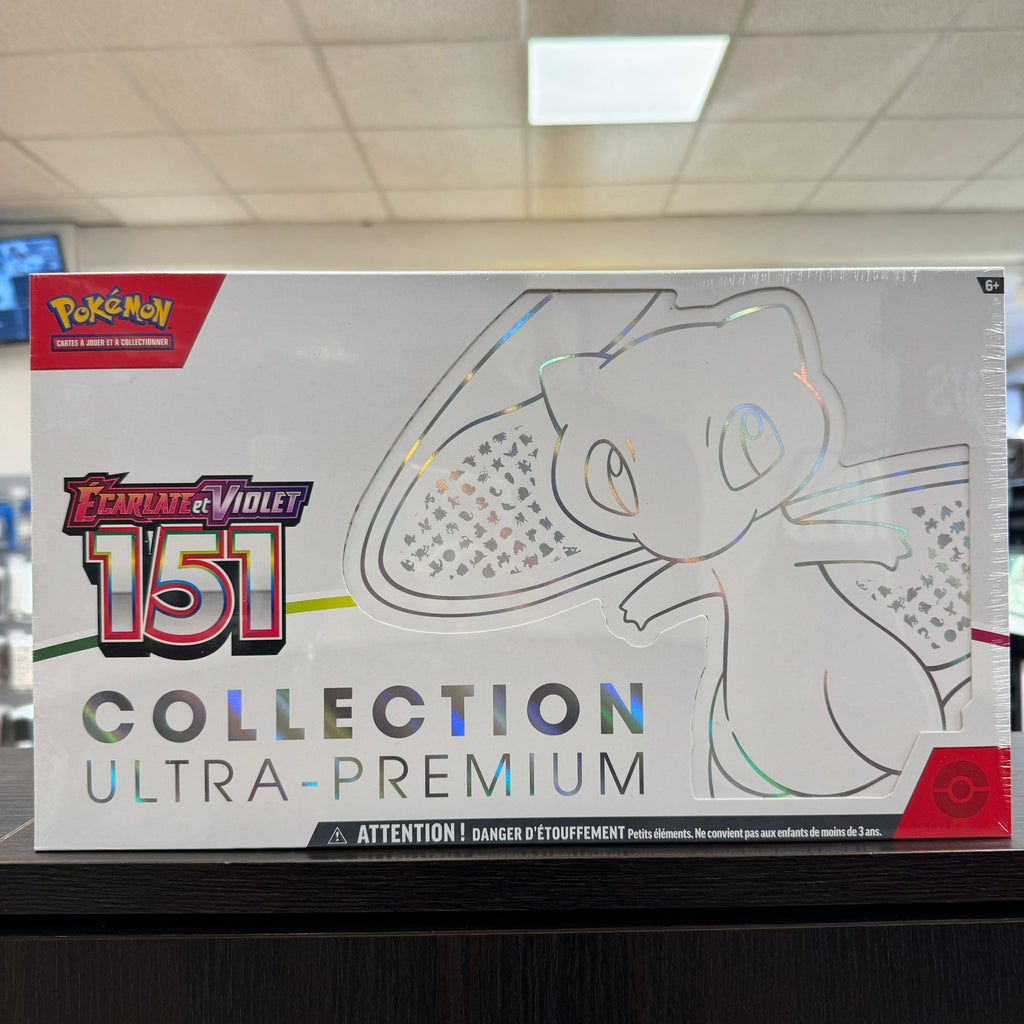 POKéMON
CARTES À JOUER ET À COLLECTIONNER
6+
ÉCARLATE et VIOLET
151
COLLECTION
ULTRA-PREMIUM
ATTENTION ! DANGER D'ÉTOUFFEMENT Petits éléments. Ne convient pas aux enfants de moins de 3 ans.